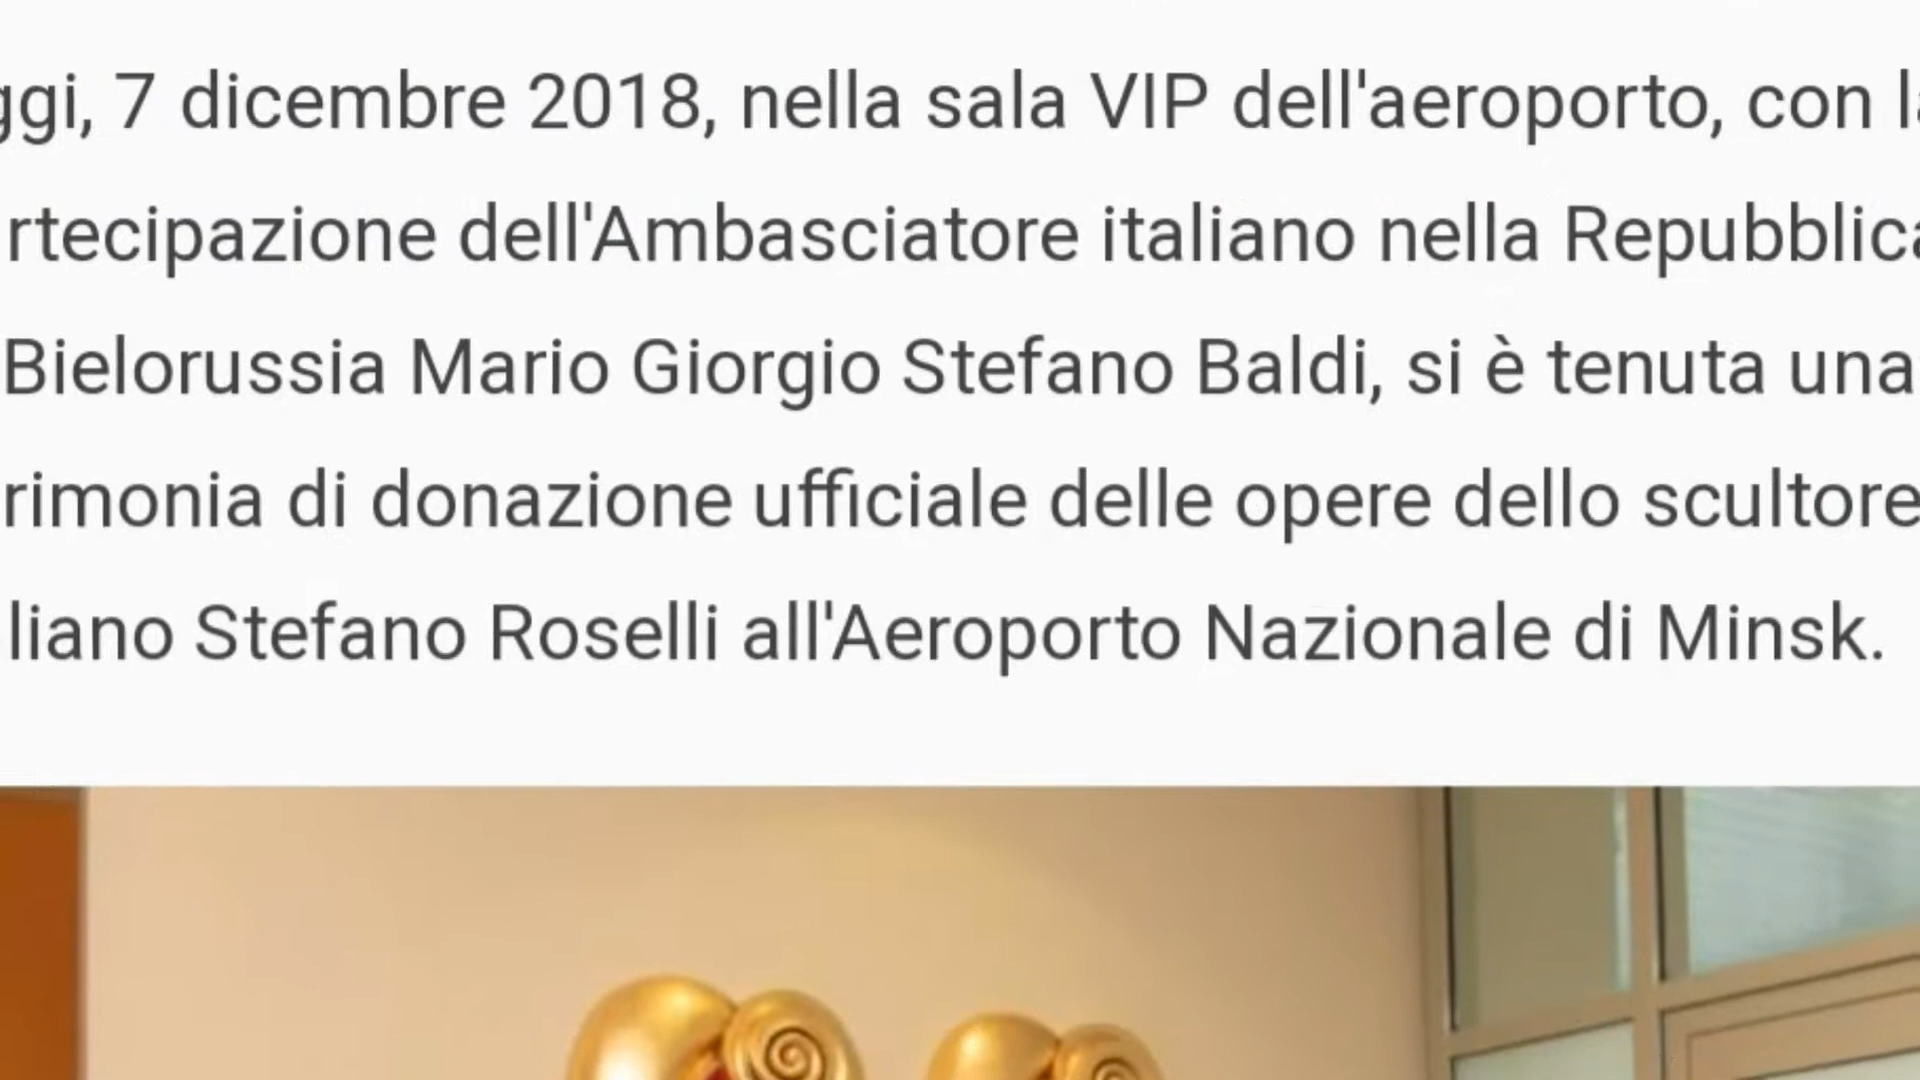 ggi, 7 dicembre 2018, nella sala VIP dell'aeroporto, con la
rtecipazione dell'Ambasciatore italiano nella Repubblica
Bielorussia Mario Giorgio Stefano Baldi, si è tenuta una
rimonia di donazione ufficiale delle opere dello scultore
liano Stefano Roselli all'Aeroporto Nazionale di Minsk.